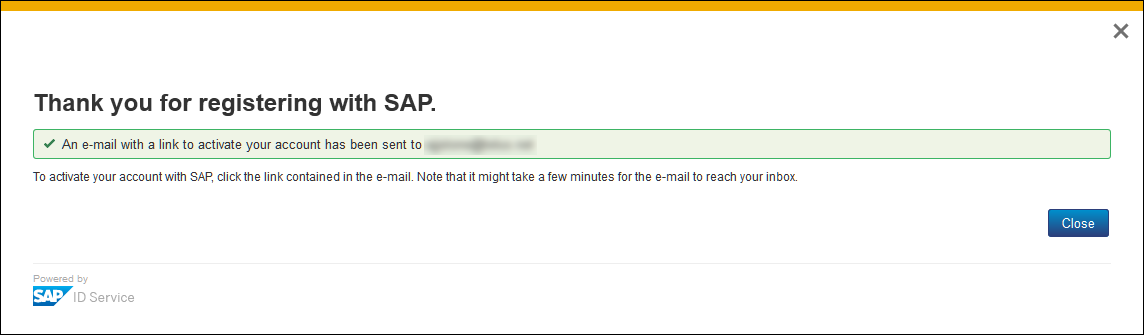 Thank you for registering with SAP.
An e-mail with a link to activate your account has been sent to
To activate your account with SAP, click the link contained in the e-mail. Note that it might take a few minutes for the e-mail to reach your inbox.
Close
Powered by
SAP ID Service